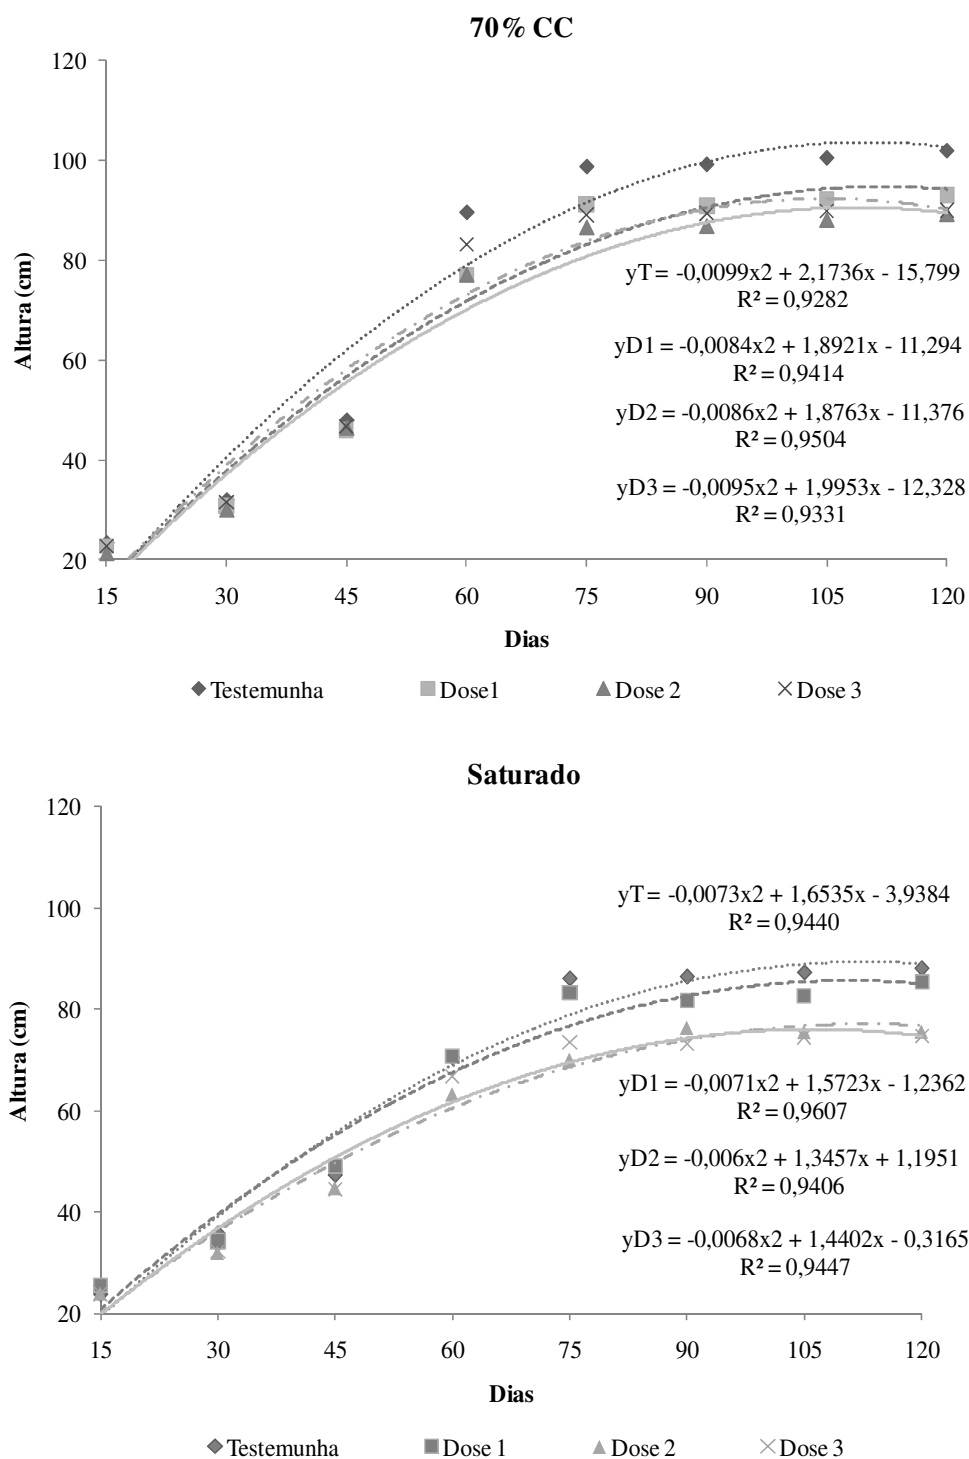 70% CC
120
100
80
60
40
20
Altura (cm)
yT = -0,0099x2 + 2,1736x - 15,799
R² = 0,9282
yD1 = -0,0084x2 + 1,8921x - 11,294
R² = 0,9414
yD2 = -0,0086x2 + 1,8763x - 11,376
R² = 0,9504
yD3 = -0,0095x2 + 1,9953x - 12,328
R² = 0,9331
15 30 45 60 75 90 105 120
Dias
Testemunha Dose1 Dose 2 Dose 3
Saturado
120
100
80
60
40
20
Altura (cm)
yT = -0,0073x2 + 1,6535x - 3,9384
R² = 0,9440
yD1 = -0,0071x2 + 1,5723x - 1,2362
R² = 0,9607
yD2 = -0,006x2 + 1,3457x + 1,1951
R² = 0,9406
yD3 = -0,0068x2 + 1,4402x - 0,3165
R² = 0,9447
15 30 45 60 75 90 105 120
Dias
Testemunha Dose 1 Dose 2 Dose 3